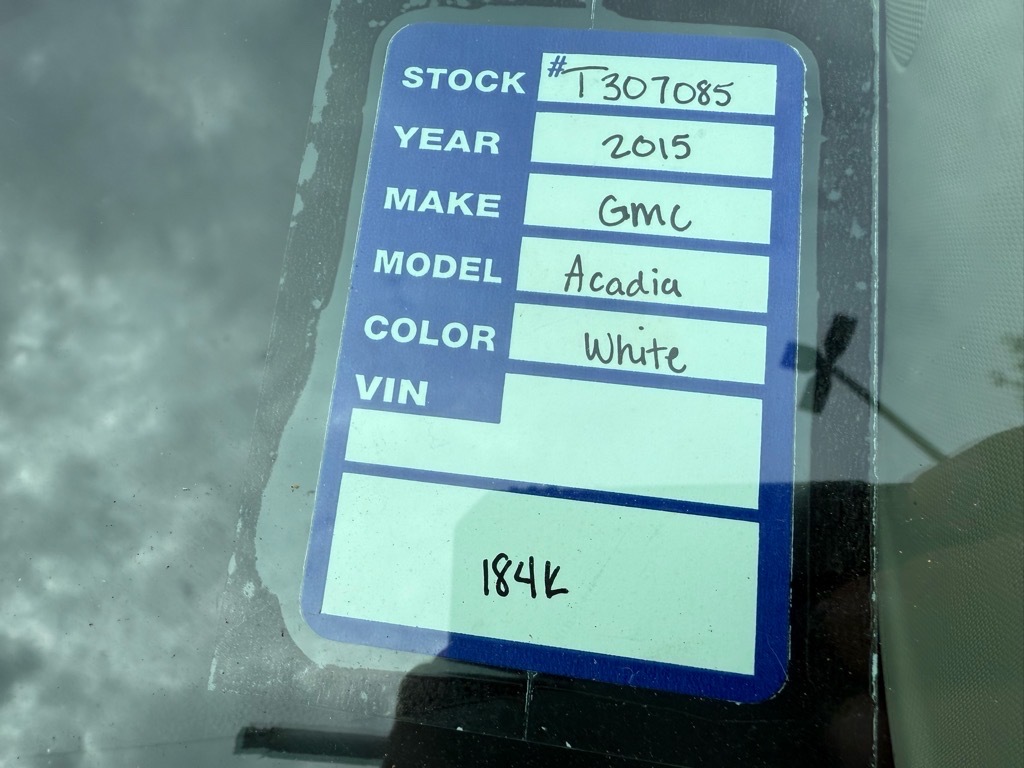 STOCK #T307085
YEAR 2015
MAKE GMC
MODEL Acadia
COLOR White
VIN
184K